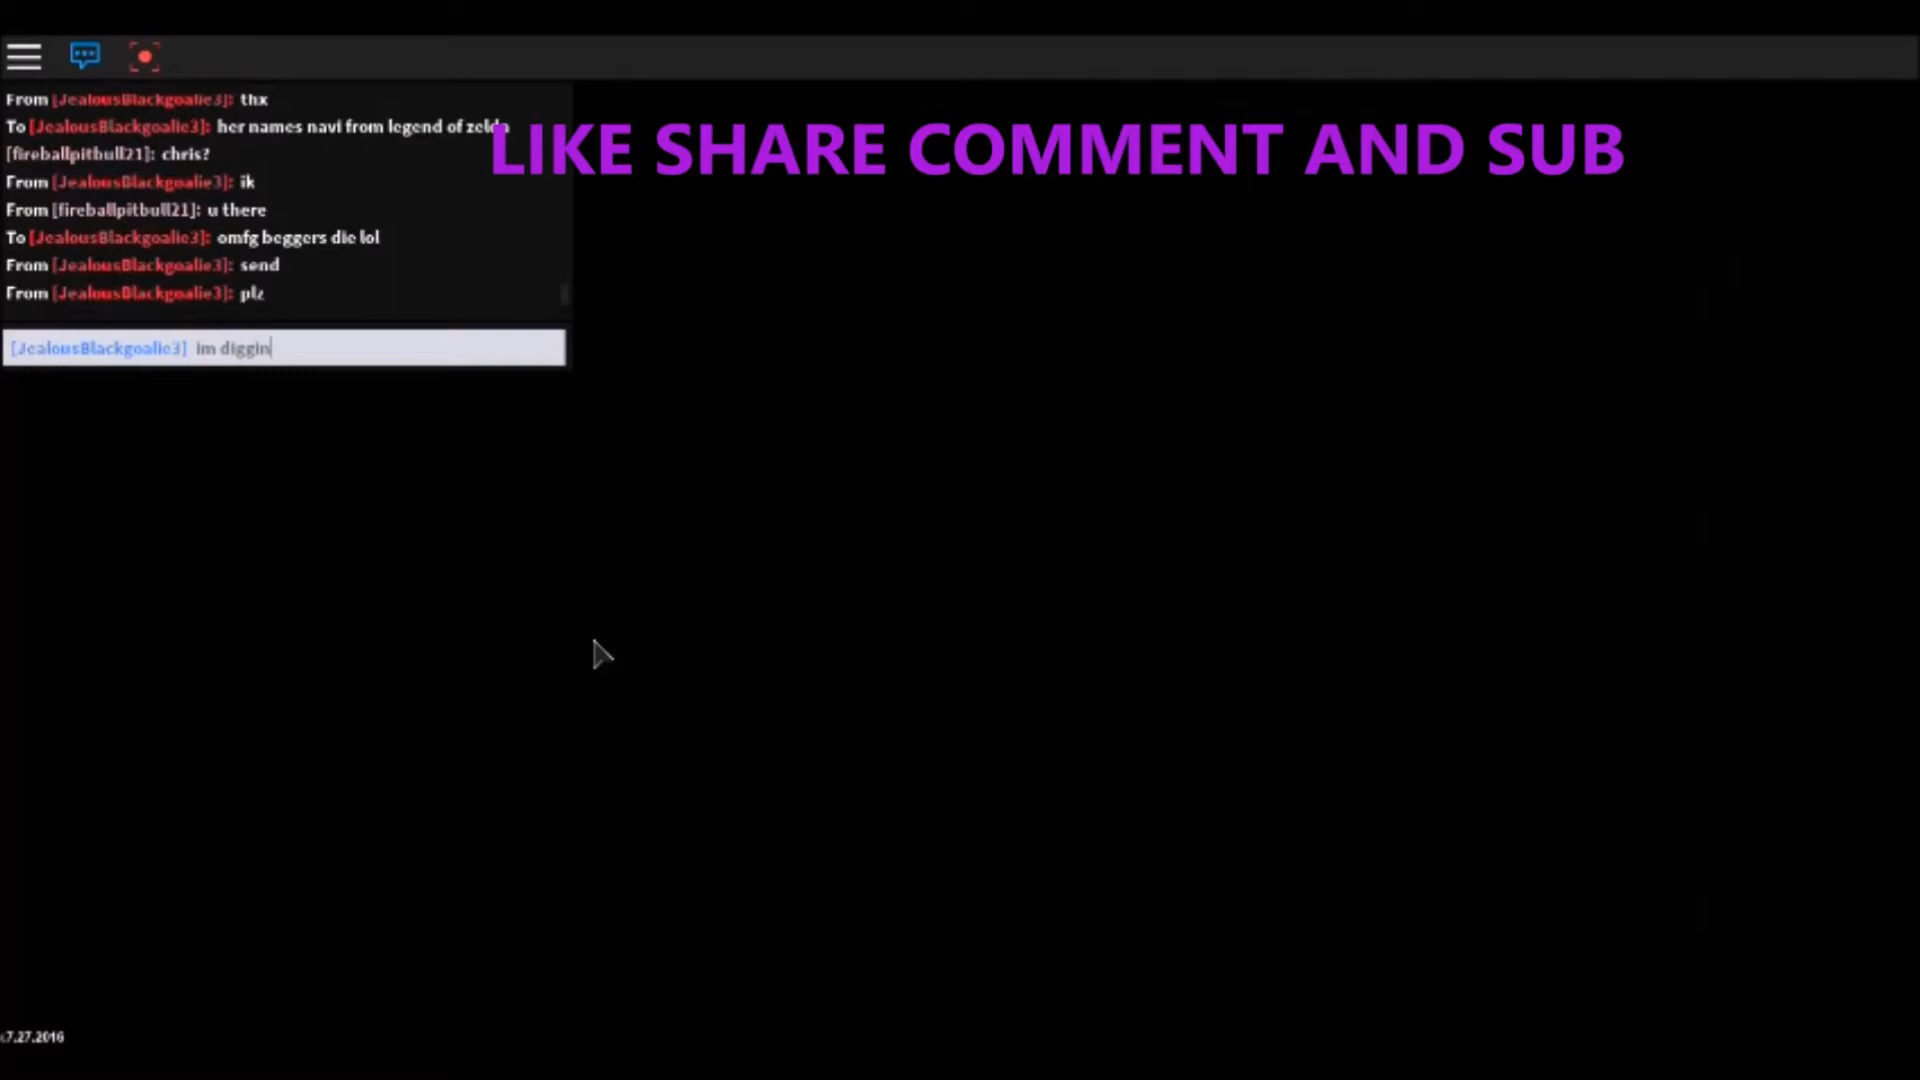 From [JealousBlackgoalie3]: thx
To [JealousBlackgoalie3]: her names navi from legend of zelda
LIKE SHARE COMMENT AND SUB
[fireballpitbull21]: chris?
From [JealousBlackgoalie3]: ik
From [fireballpitbull21]: u there
To [JealousBlackgoalie3]: omfg beggers die lol
From [JealousBlackgoalie3]: send
From [JealousBlackgoalie3]: plz
[JealousBlackgoalie3] im diggin
7.27.2016